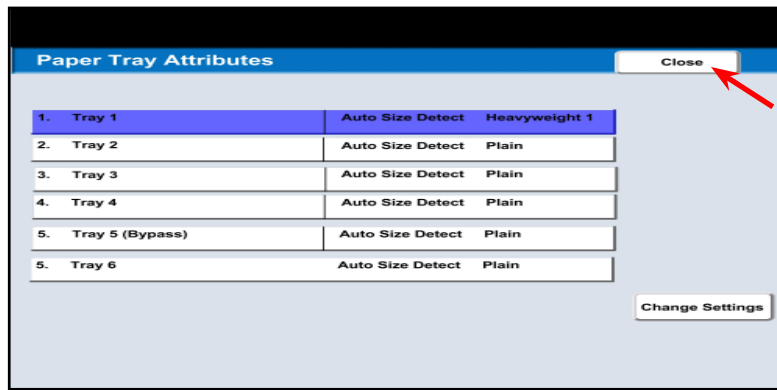 Paper Tray Attributes Close
1. Tray 1 Auto Size Detect Heavyweight 1
2. Tray 2 Auto Size Detect Plain
3. Tray 3 Auto Size Detect Plain
4. Tray 4 Auto Size Detect Plain
5. Tray 5 (Bypass) Auto Size Detect Plain
5. Tray 6 Auto Size Detect Plain
Change Settings